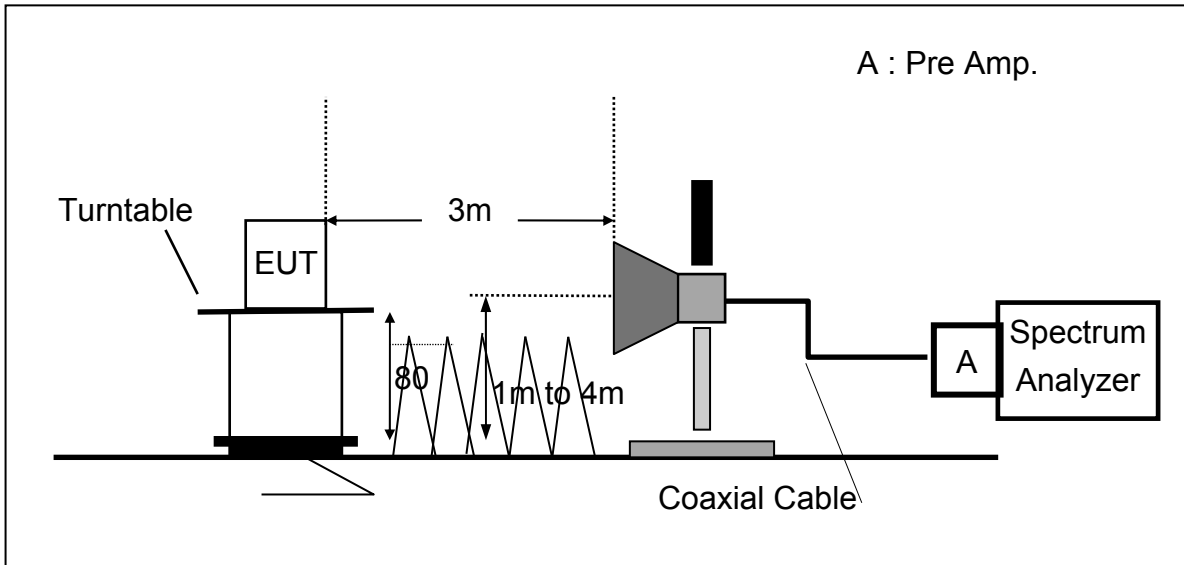 A : Pre Amp.
Turntable
3m
EUT
80
1m to 4m
A
Spectrum
Analyzer
Coaxial Cable